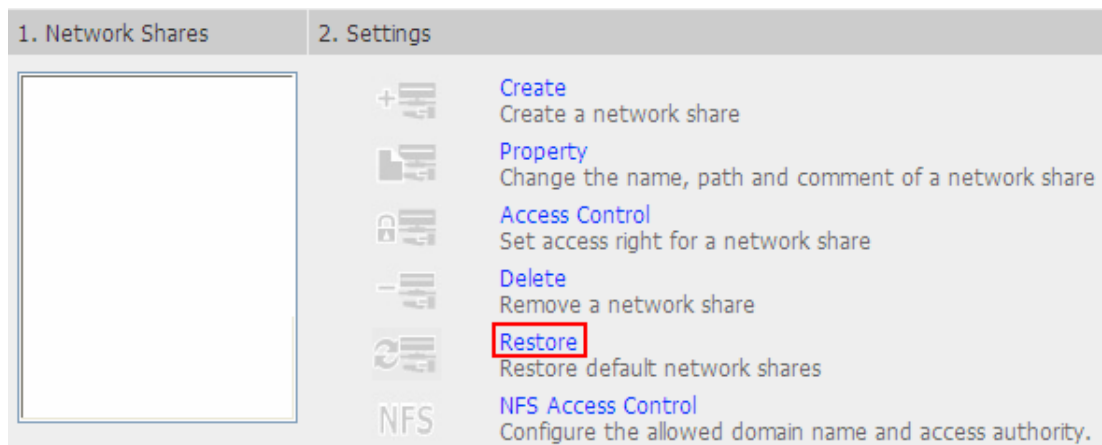 1. Network Shares
2. Settings
Create
Create a network share
Property
Change the name, path and comment of a network share
Access Control
Set access right for a network share
Delete
Remove a network share
Restore
Restore default network shares
NFS
NFS Access Control
Configure the allowed domain name and access authority.